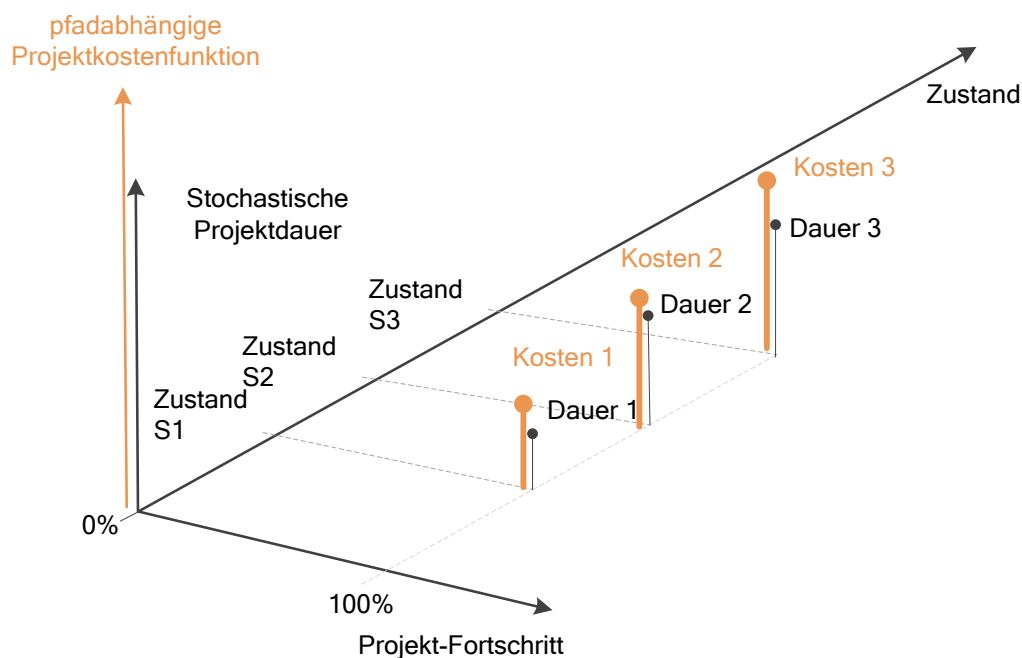 pfadabhängige
Projektkostenfunktion
Zustand
Kosten 3
Stochastische
Projektdauer
Dauer 3
Kosten 2
Zustand
S3
Dauer 2
Zustand
S2
Kosten 1
Zustand
S1
Dauer 1
0%
100%
Projekt-Fortschritt